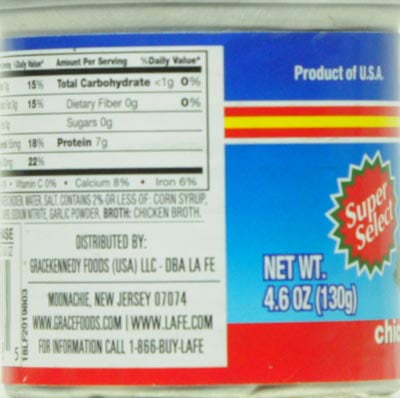 % Daily Value* Amount Per Serving % Daily Value*
15% Total Carbohydrate <1g 0%
15% Dietary Fiber 0g 0%
Sugars 0g
18% Protein 7g
22%
• Vitamin C 0% • Calcium 8% • Iron 6%
CHICKEN, WATER, SALT, CONTAINS 2% OR LESS OF: CORN SYRUP,
SODIUM NITRITE, GARLIC POWDER. BROTH: CHICKEN BROTH.
DISTRIBUTED BY:
GRACEKENNEDY FOODS (USA) LLC - DBA LA FE
MOONACHIE, NEW JERSEY 07074
WWW.GRACEFOODS.COM | WWW.LAFE.COM
FOR INFORMATION CALL 1-866-BUY-LAFE
18LF2019803
Product of U.S.A.
Super
Select
NET WT.
4.6 OZ (130g)
chic